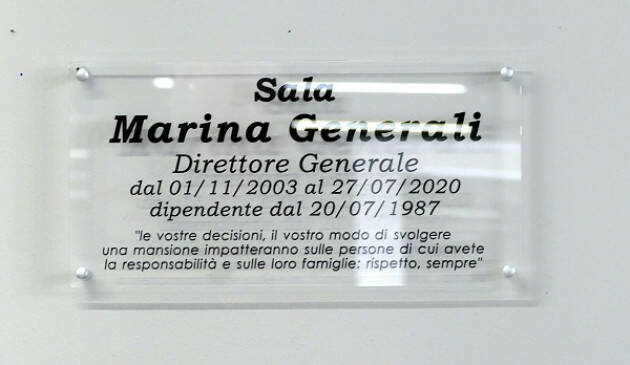 Sala
Marina Generali
Direttore Generale
dal 01/11/2003 al 27/07/2020
dipendente dal 20/07/1987
"le vostre decisioni, il vostro modo di svolgere
una mansione impatteranno sulle persone di cui avete
la responsabilità e sulle loro famiglie: rispetto, sempre"